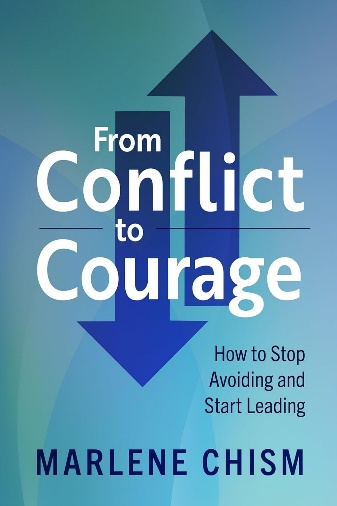 From
Conflict
to
Courage
How to Stop
Avoiding and
Start Leading
MARLENE CHISM